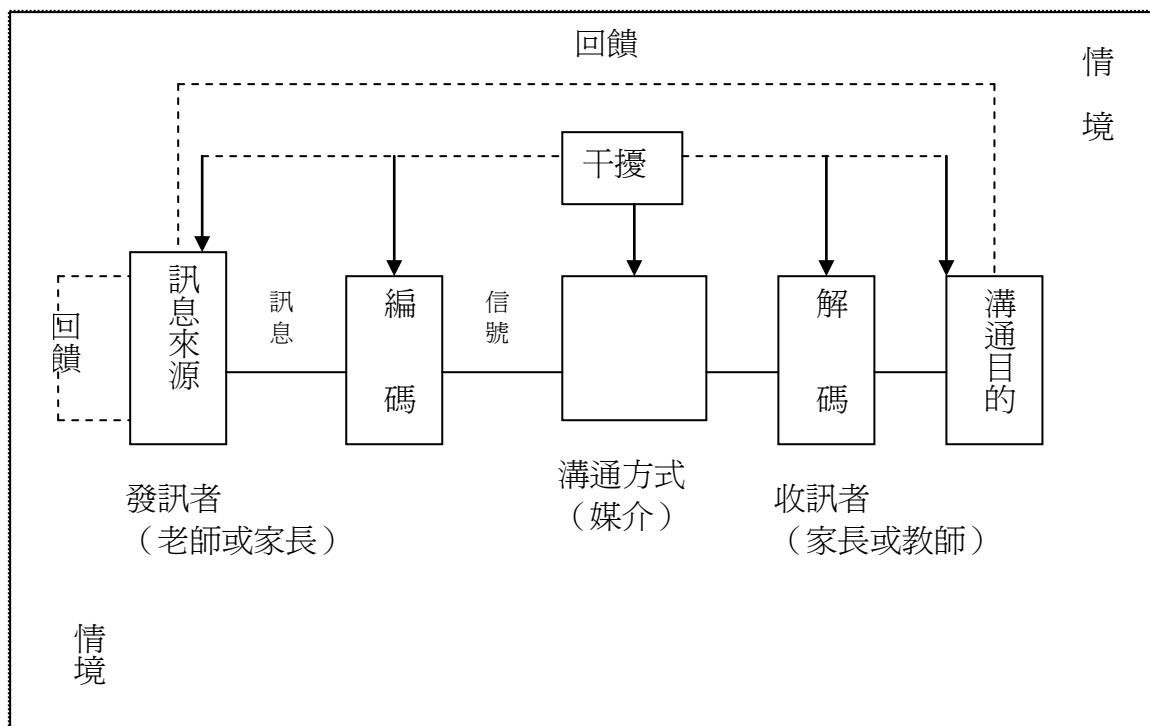 回饋
情境
干擾
訊息來源
訊息
編碼
信號
解碼
溝通目的
回饋
發訊者
（老師或家長）
溝通方式
（媒介）
收訊者
（家長或教師）
情境